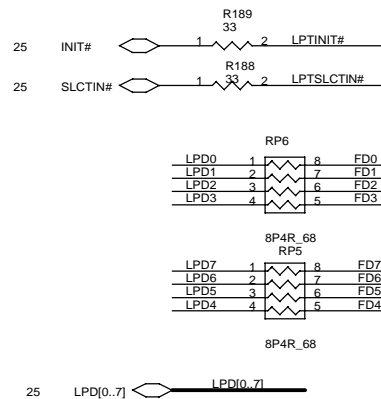 R189
33
25 INIT# 1 2 LPTINIT#
R188
33
25 SLCTIN# 1 2 LPTSLCTIN#
RP6
LPD0 1 8 FD0
LPD1 2 7 FD1
LPD2 3 6 FD2
LPD3 4 5 FD3
8P4R_68
RP5
LPD7 1 8 FD7
LPD6 2 7 FD6
LPD5 3 6 FD5
LPD4 4 5 FD4
8P4R_68
25 LPD[0..7] LPD[0..7]